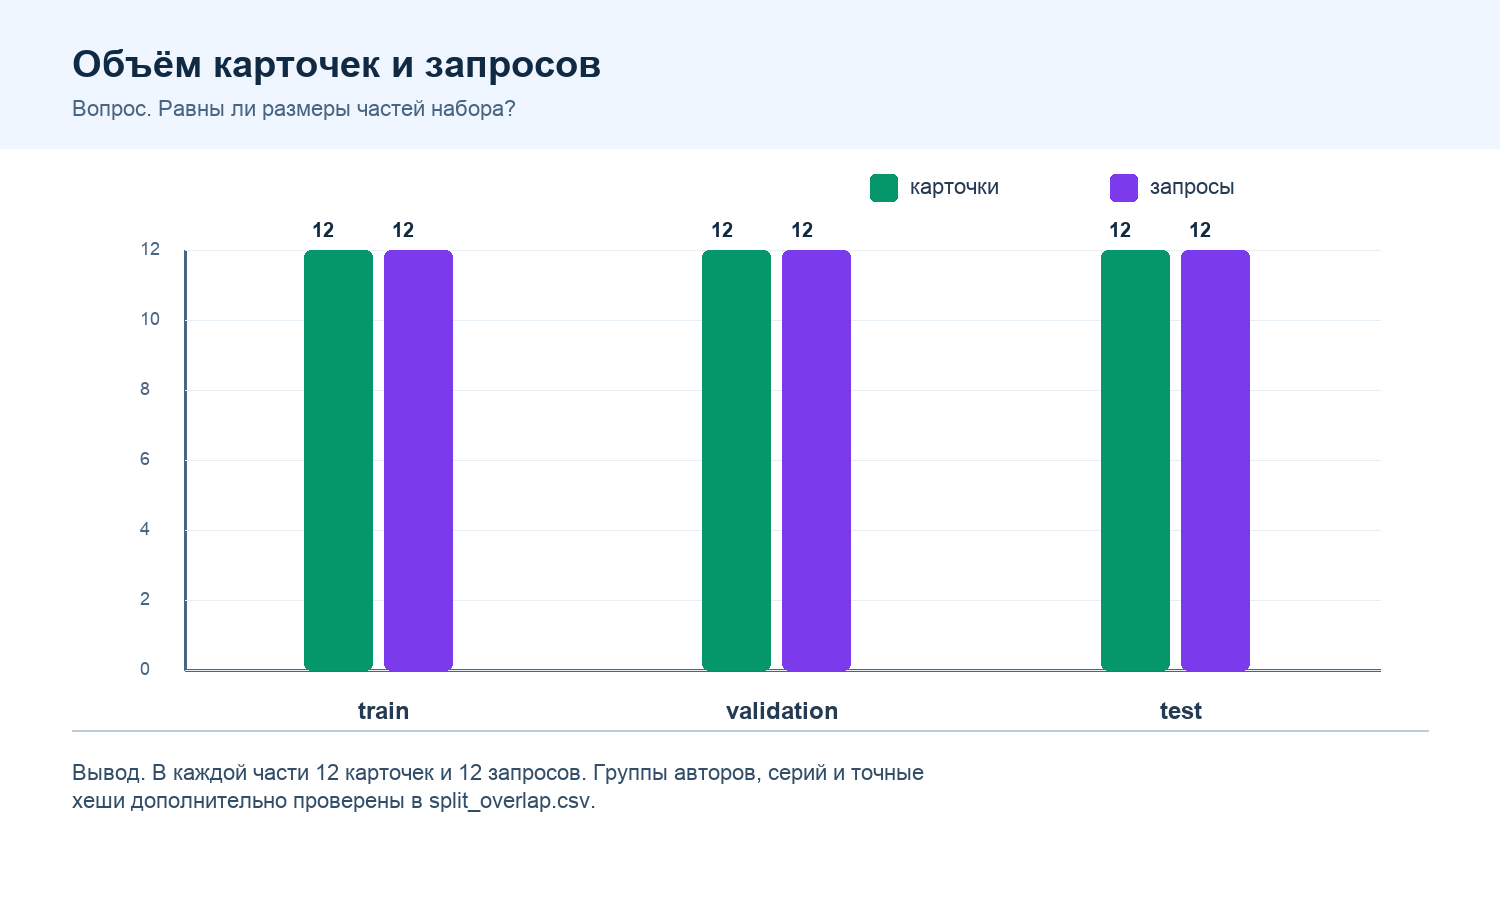 Объём карточек и запросов
Вопрос. Равны ли размеры частей набора?
карточки
запросы
12 12 12 12 12 12
12
10
8
6
4
2
0
train validation test
Вывод. В каждой части 12 карточек и 12 запросов. Группы авторов, серий и точные
хеши дополнительно проверены в split_overlap.csv.